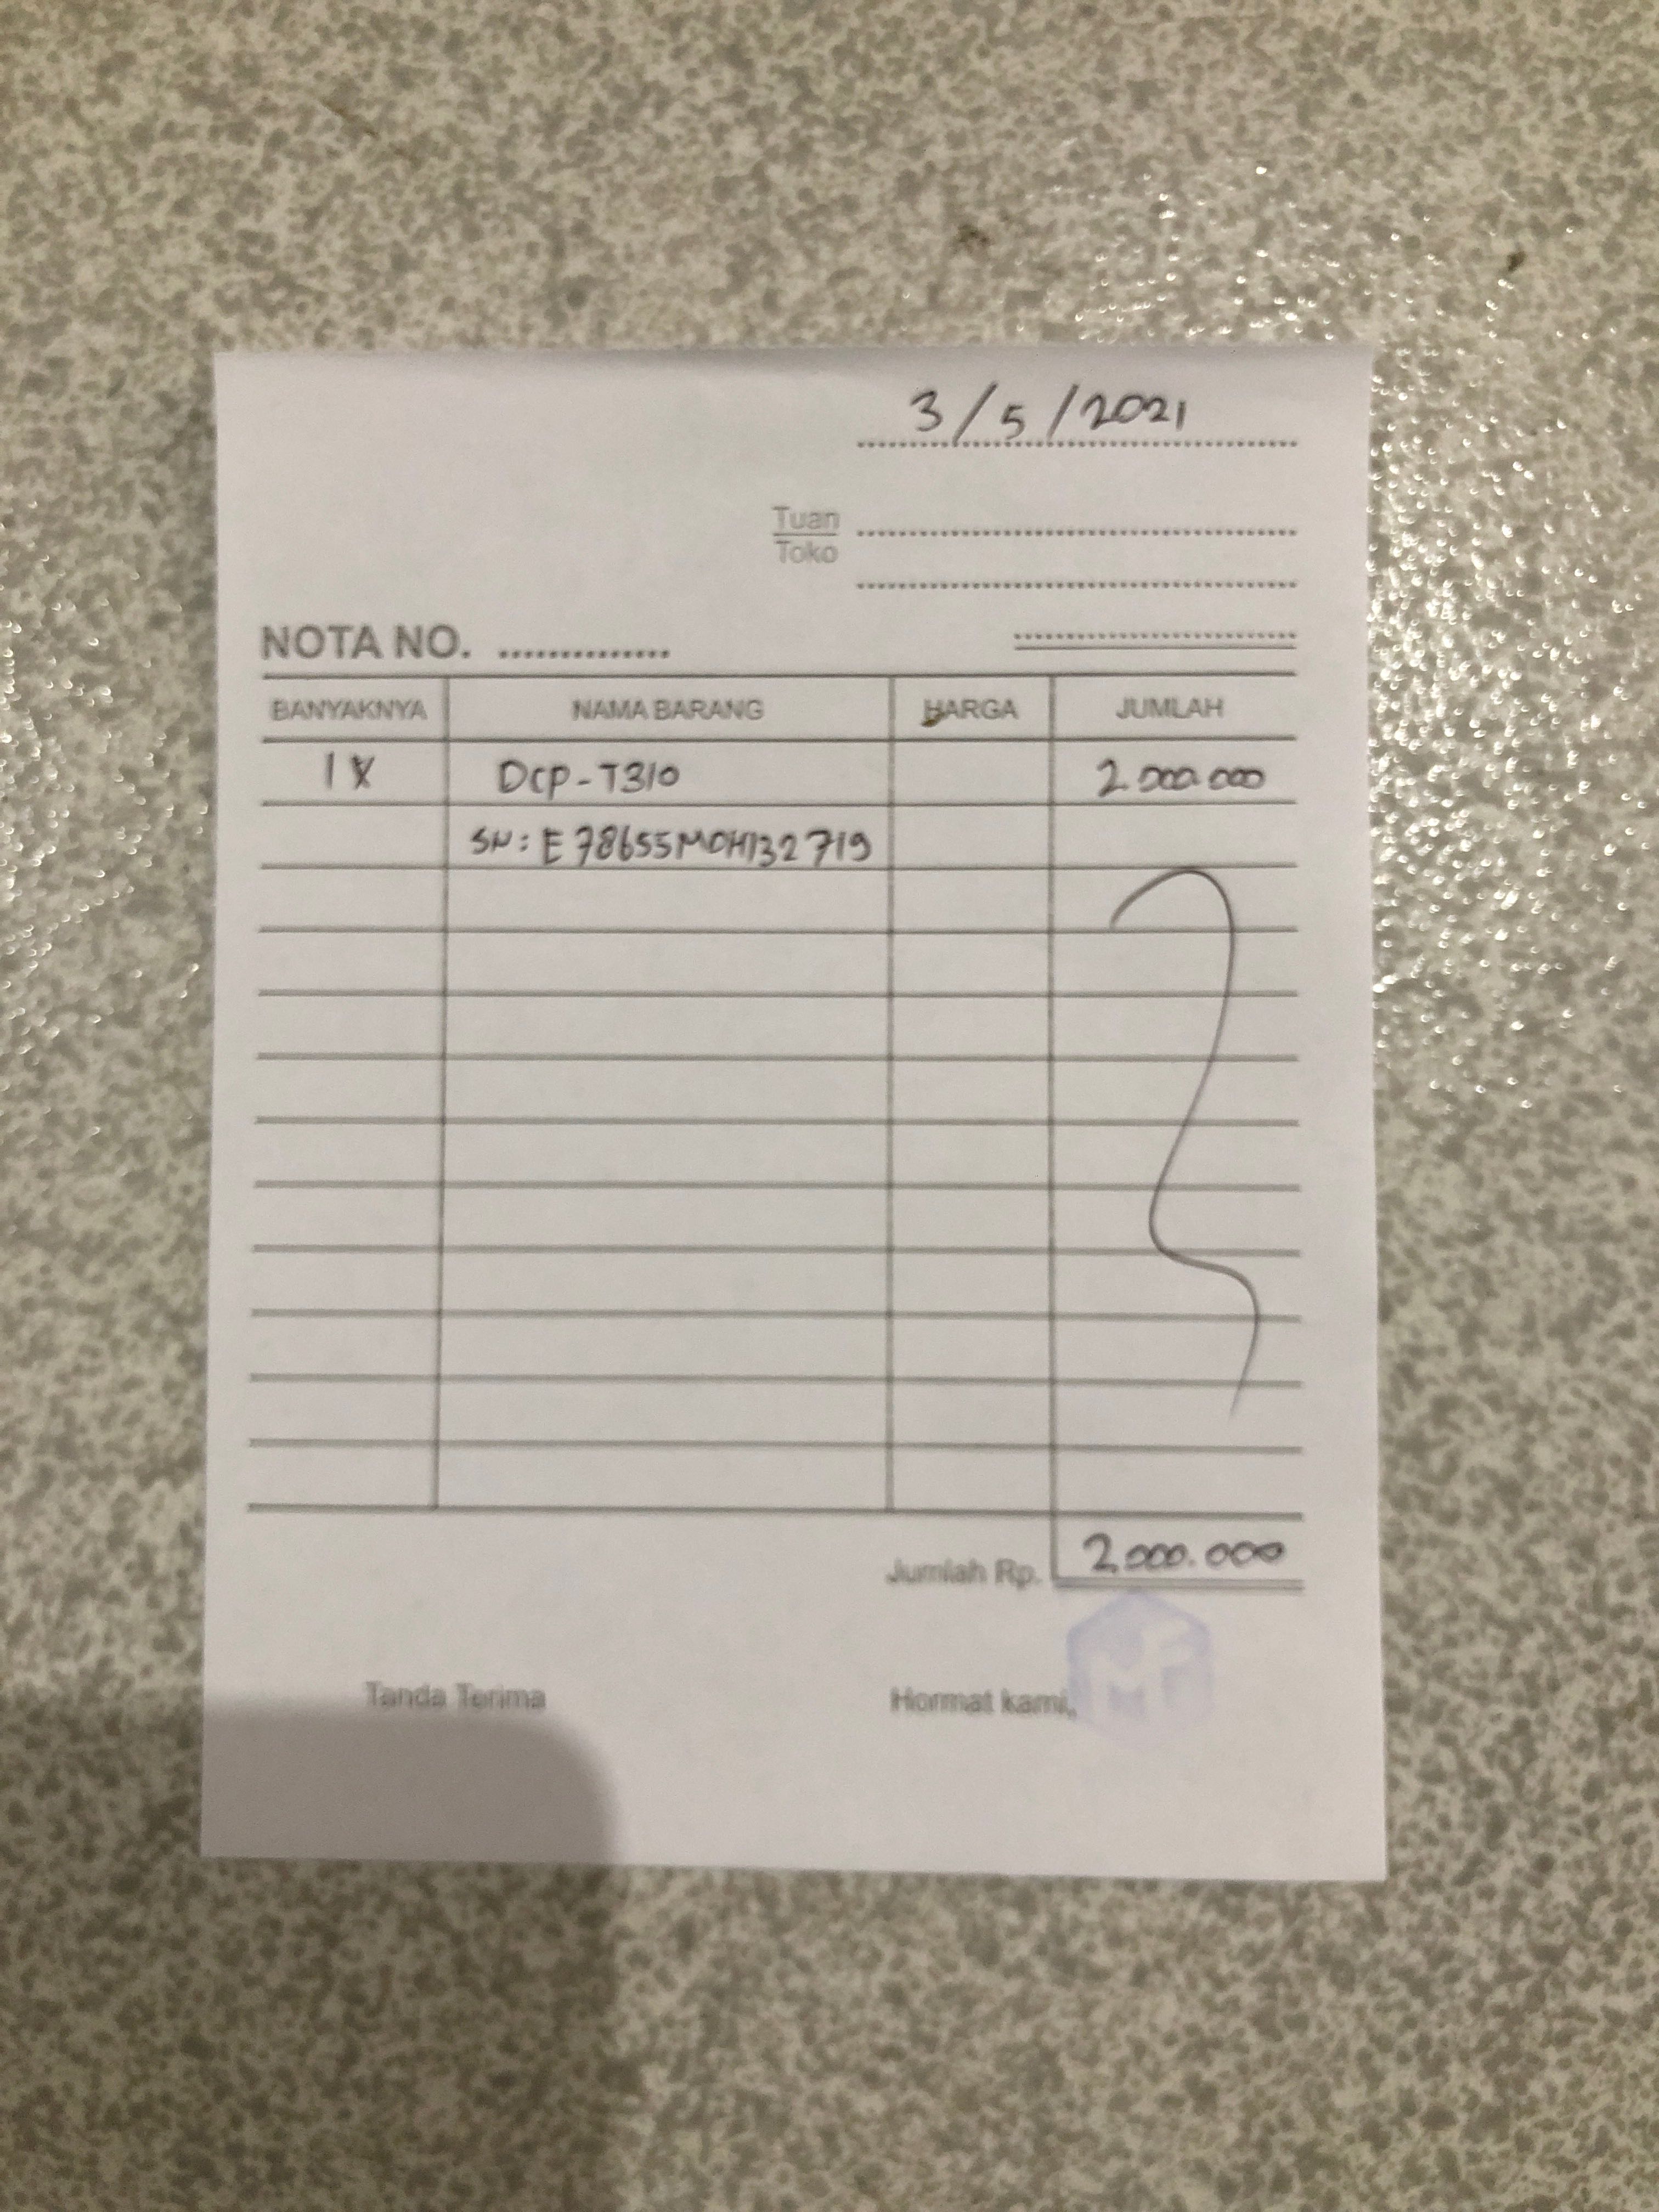 3/5/2021
Tuan
Toko
NOTA NO. ..............
BANYAKNYA NAMA BARANG HARGA JUMLAH
1X DCP-T310 2.000.000
SN: E78655M0H132719
Jumlah Rp. 2.000.000
Tanda Terima Hormat kami,
MF